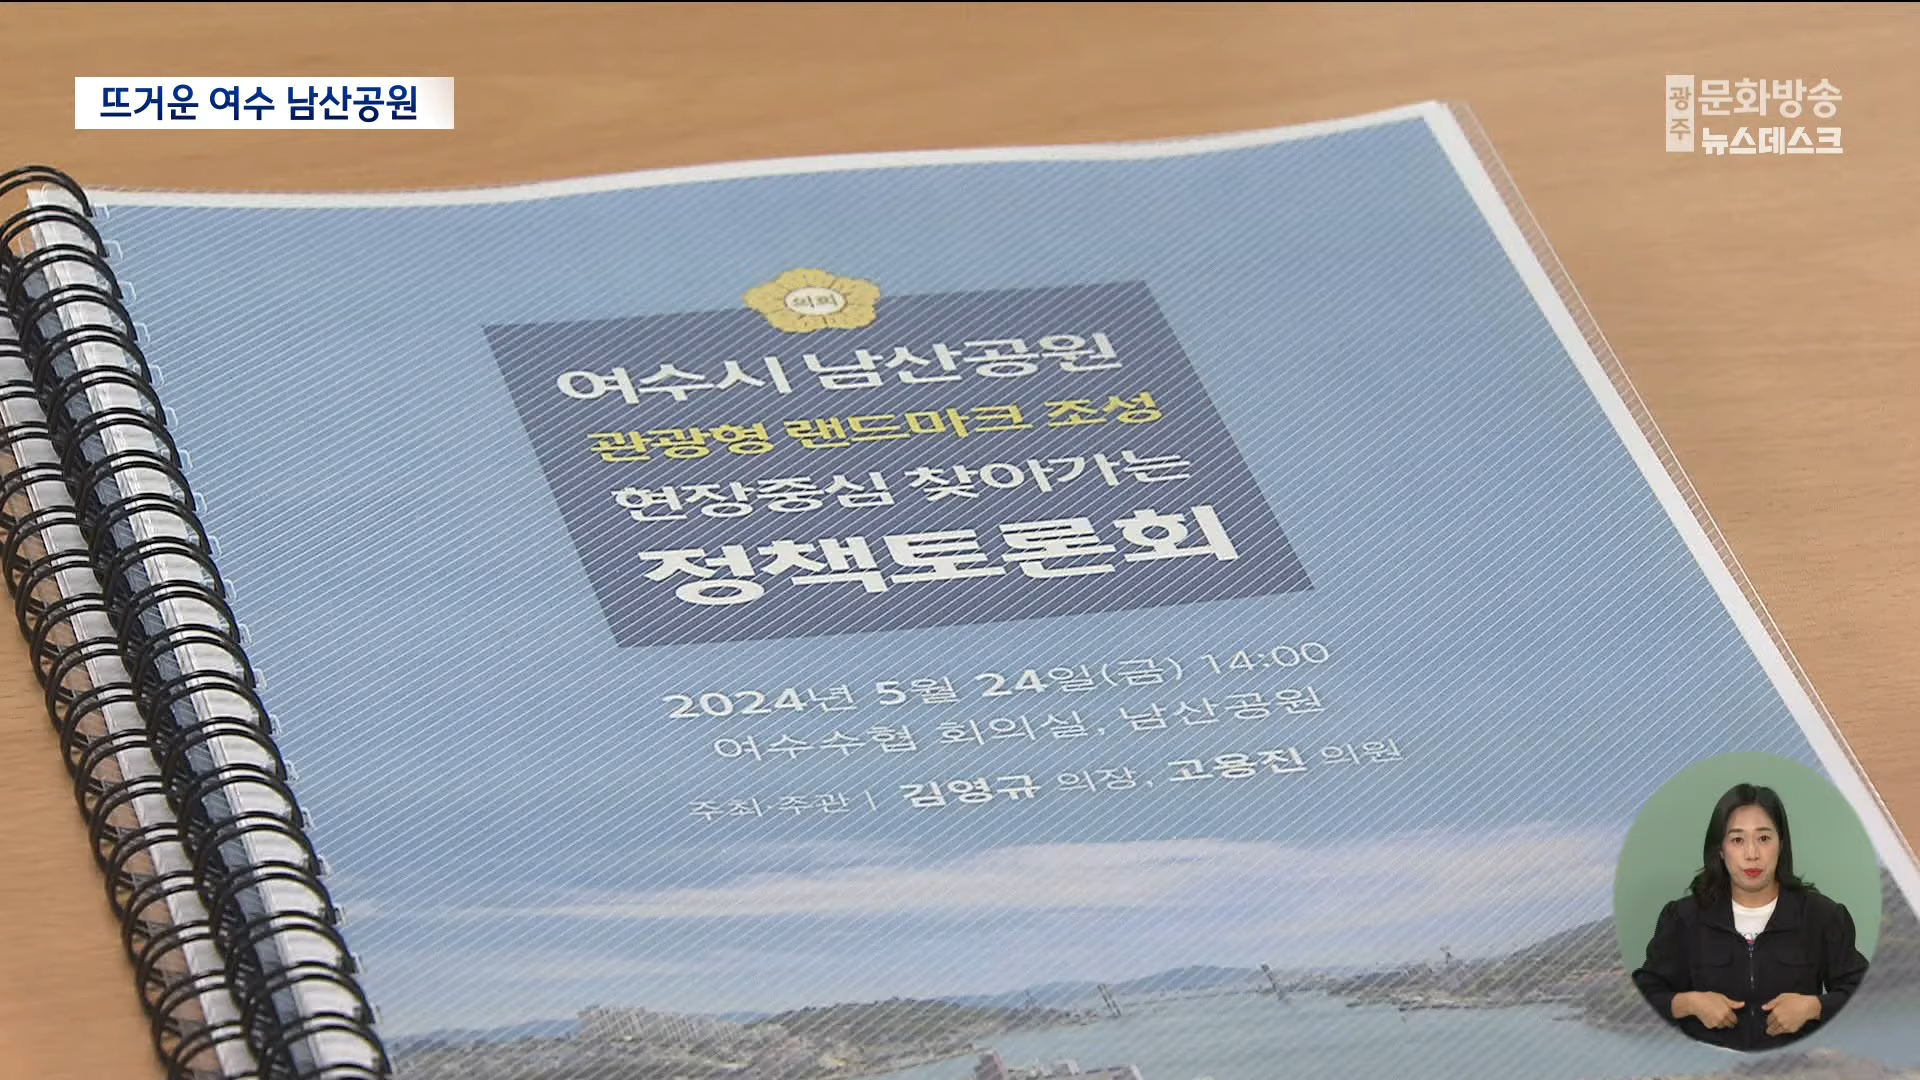 뜨거운 여수 남산공원
광주
문화방송
뉴스데스크
의회
여수시 남산공원
관광형 랜드마크 조성
현장중심 찾아가는
정책토론회
2024년 5월 24일(금) 14:00
여수수협 회의실, 남산공원
주최·주관 | 김영규 의장, 고용진 의원